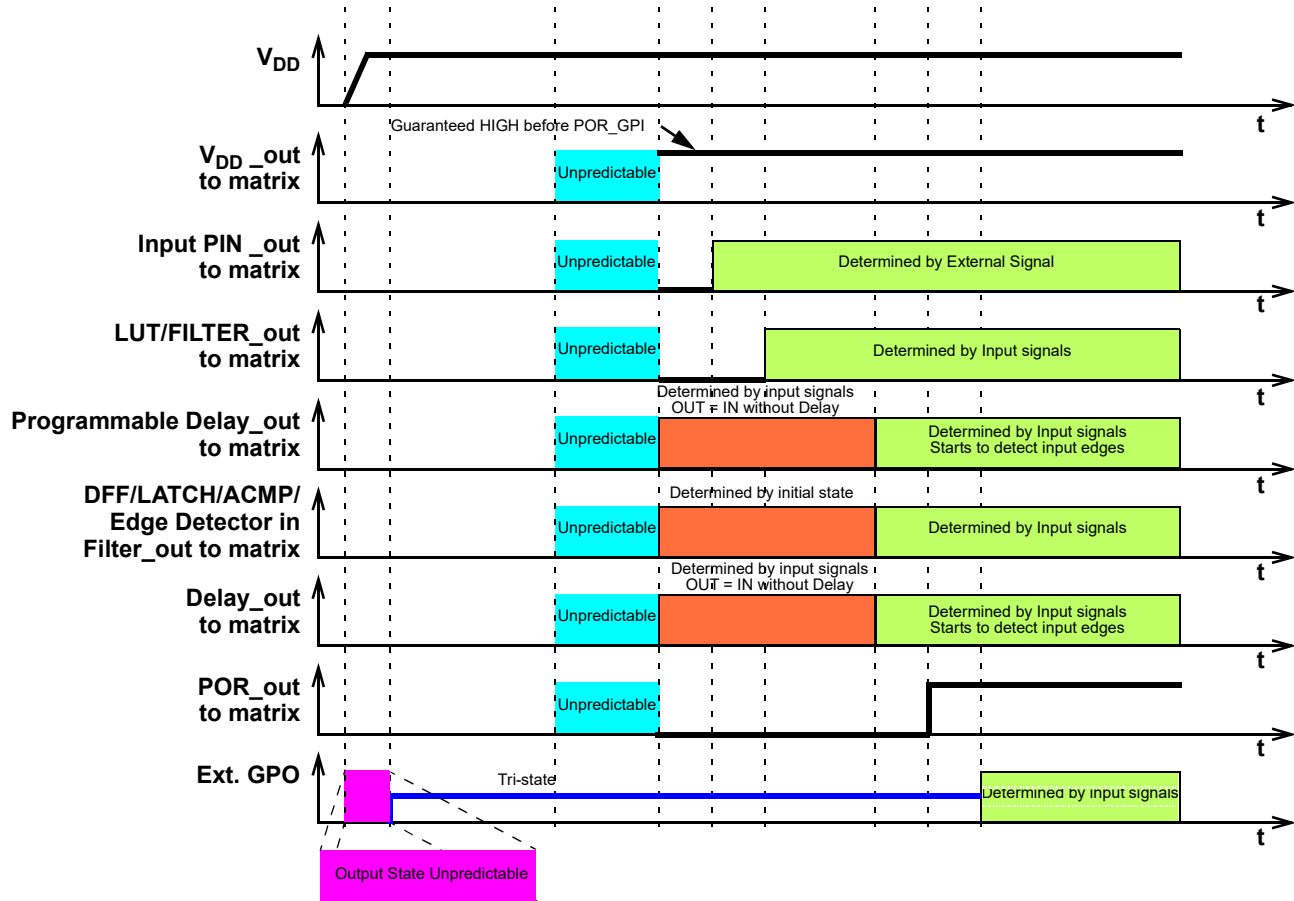 VDD
t
Guaranteed HIGH before POR_GPI
VDD _out
to matrix
Unpredictable
t
Input PIN _out
to matrix
Unpredictable
Determined by External Signal
t
LUT/FILTER_out
to matrix
Unpredictable
Determined by Input signals
t
Determined by input signals
OUT = IN without Delay
Programmable Delay_out
to matrix
Unpredictable
Determined by Input signals
Starts to detect input edges
t
DFF/LATCH/ACMP/
Edge Detector in
Filter_out to matrix
Determined by initial state
Unpredictable
Determined by Input signals
t
Determined by input signals
OUT = IN without Delay
Delay_out
to matrix
Unpredictable
Determined by Input signals
Starts to detect input edges
t
POR_out
to matrix
Unpredictable
t
Ext. GPO
Tri-state
Determined by input signals
t
Output State Unpredictable